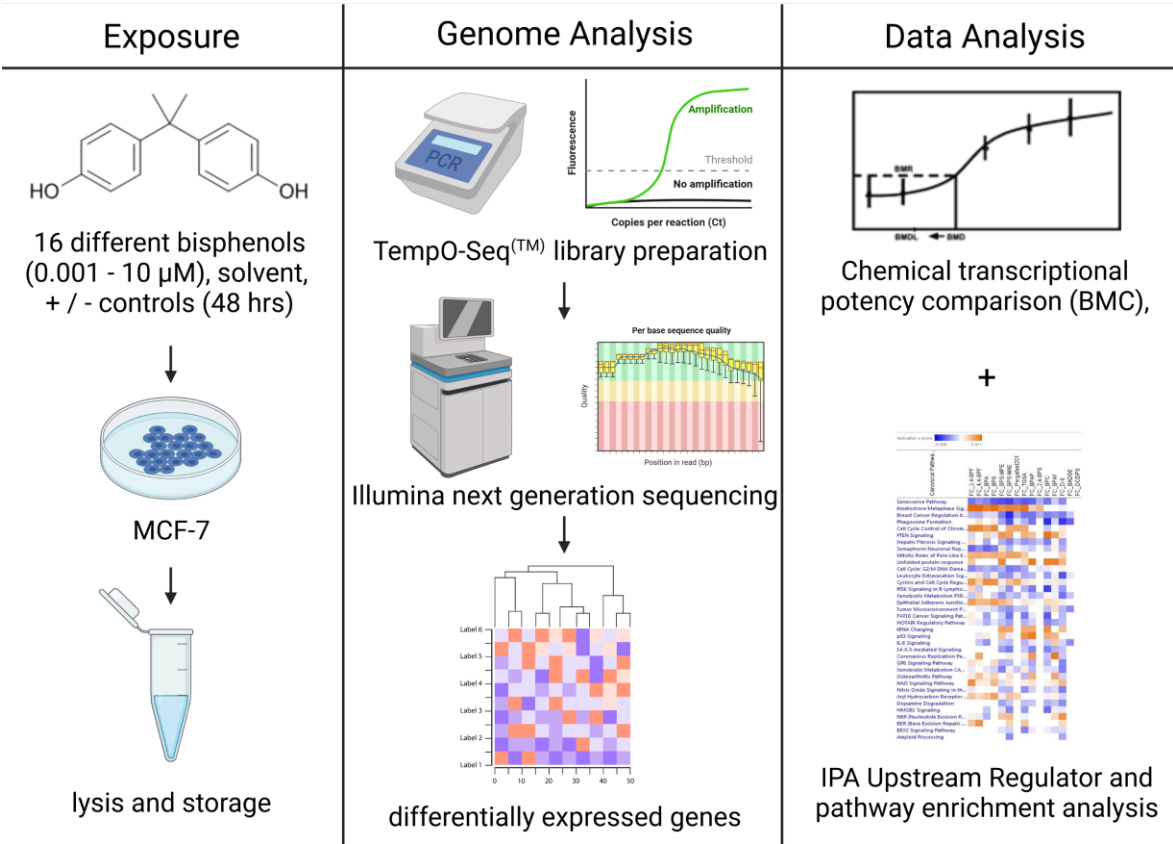 Exposure
HO
OH
16 different bisphenols
(0.001 - 10 µM), solvent,
+ / - controls (48 hrs)
MCF-7
lysis and storage
Genome Analysis
PCR
Fluorescence
Amplification
Threshold
No amplification
Copies per reaction (Ct)
TempO-Seq(TM) library preparation
Per base sequence quality
Quality
Position in read (bp)
Illumina next generation sequencing
Label 6
Label 5
Label 4
Label 3
Label 2
Label 1
0 10 20 30 40 50
differentially expressed genes
Data Analysis
BMR
BMDL
BMD
Chemical transcriptional
potency comparison (BMC),
+
Activation z-score
Canonical Pathwa...
Senescence Pathway
Kinetochore Metaphase Sig...
Breast Cancer Regulation b...
Phagosome Formation
Cell Cycle Control of Chrom...
PTEN Signaling
Hepatic Fibrosis Signaling ...
Semaphorin Neuronal Rep...
Mitotic Roles of Polo-Like K...
Unfolded protein response
Cell Cycle: G2/M DNA Dama...
Leukocyte Extravasation Sig...
Cyclins and Cell Cycle Regu...
PI3K Signaling in B Lympho...
Xenobiotic Metabolism PXR...
Epithelial Adherens Junctio...
Tumor Microenvironment P...
FAT10 Cancer Signaling Pat...
HOTAIR Regulatory Pathway
tRNA Charging
p53 Signaling
IL-8 Signaling
14-3-3-mediated Signaling
Coronavirus Replication Pa...
GP6 Signaling Pathway
Xenobiotic Metabolism CA...
Osteoarthritis Pathway
NAD Signaling Pathway
Nitric Oxide Signaling in th...
Aryl Hydrocarbon Receptor ...
Dopamine Degradation
HMGB1 Signaling
NER (Nucleotide Excision R...
BER (Base Excision Repair) ...
BEX2 Signaling Pathway
Amyloid Processing
IPA Upstream Regulator and
pathway enrichment analysis